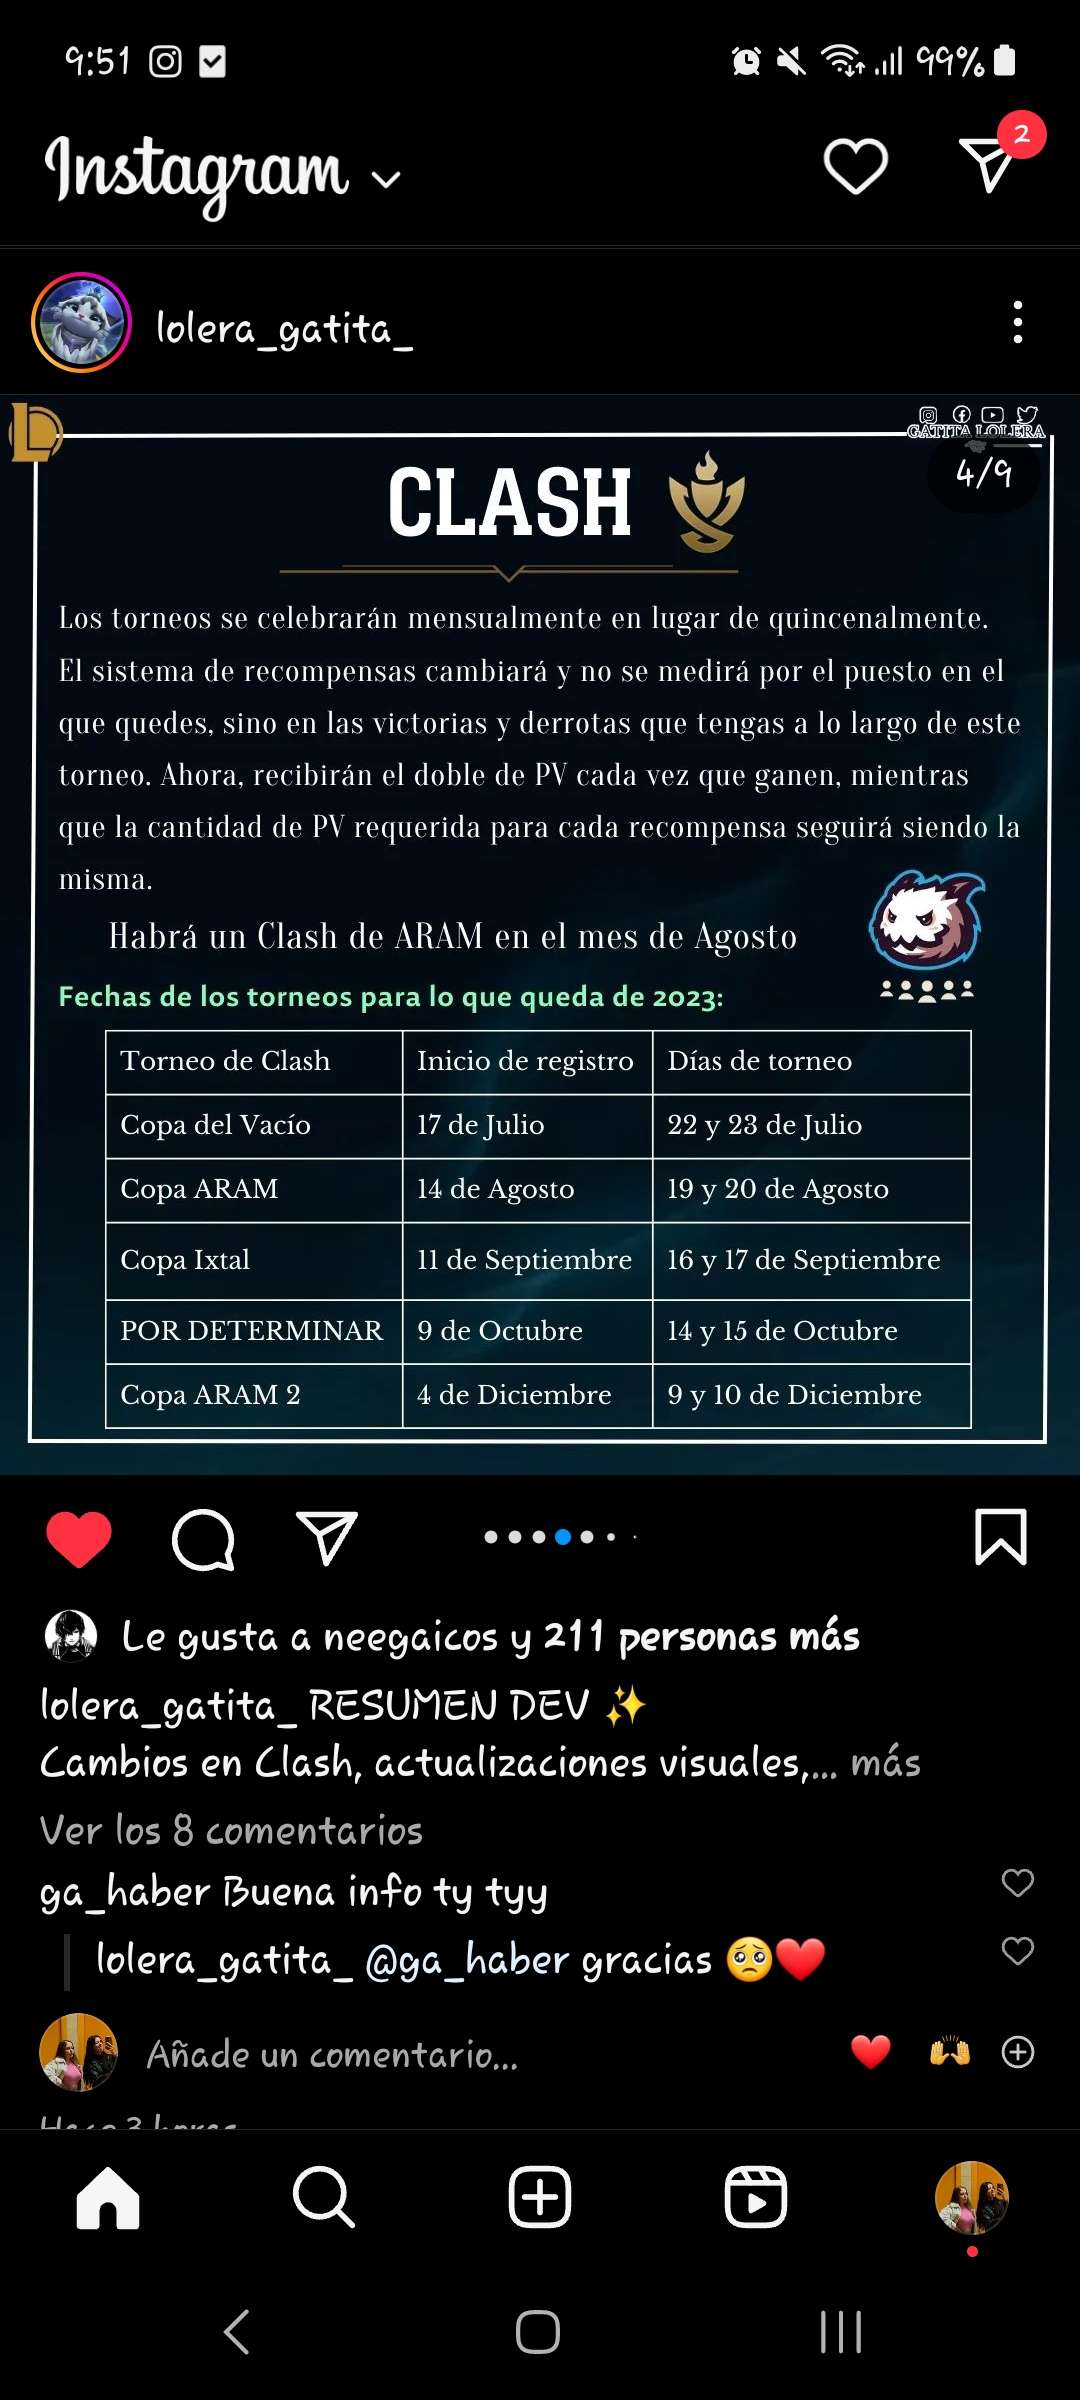 9:51
99%
Instagram
2
lolera_gatita_
GATITA LOLERA
4/9
CLASH
Los torneos se celebrarán mensualmente en lugar de quincenalmente.
El sistema de recompensas cambiará y no se medirá por el puesto en el
que quedes, sino en las victorias y derrotas que tengas a lo largo de este
torneo. Ahora, recibirán el doble de PV cada vez que ganen, mientras
que la cantidad de PV requerida para cada recompensa seguirá siendo la
misma.
Habrá un Clash de ARAM en el mes de Agosto
Fechas de los torneos para lo que queda de 2023:
Torneo de Clash Inicio de registro Días de torneo
Copa del Vacío 17 de Julio 22 y 23 de Julio
Copa ARAM 14 de Agosto 19 y 20 de Agosto
Copa Ixtal 11 de Septiembre 16 y 17 de Septiembre
POR DETERMINAR 9 de Octubre 14 y 15 de Octubre
Copa ARAM 2 4 de Diciembre 9 y 10 de Diciembre
Le gusta a neegaicos y 211 personas más
lolera_gatita_ RESUMEN DEV ✨
Cambios en Clash, actualizaciones visuales,... más
Ver los 8 comentarios
ga_haber Buena info ty tyy
lolera_gatita_ @ga_haber gracias 🥺❤️
Añade un comentario...
Hace 3 horas